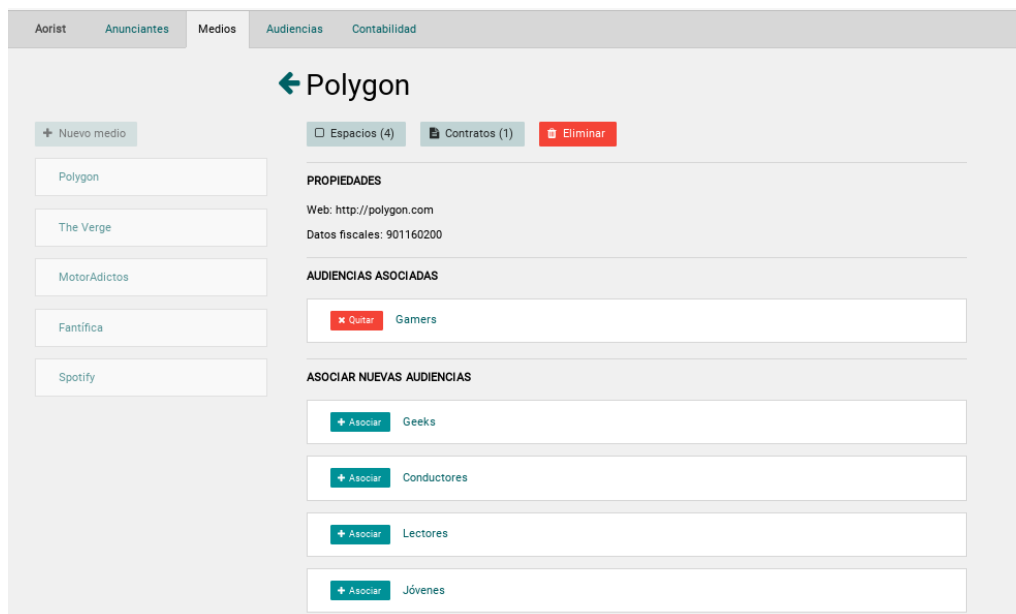 Aorist Anunciantes Medios Audiencias Contabilidad
Polygon
Nuevo medio
Polygon
The Verge
MotorAdictos
Fantífica
Spotify
Espacios (4) Contratos (1) Eliminar
PROPIEDADES
Web: http://polygon.com
Datos fiscales: 901160200
AUDIENCIAS ASOCIADAS
Quitar Gamers
ASOCIAR NUEVAS AUDIENCIAS
Asociar Geeks
Asociar Conductores
Asociar Lectores
Asociar Jóvenes